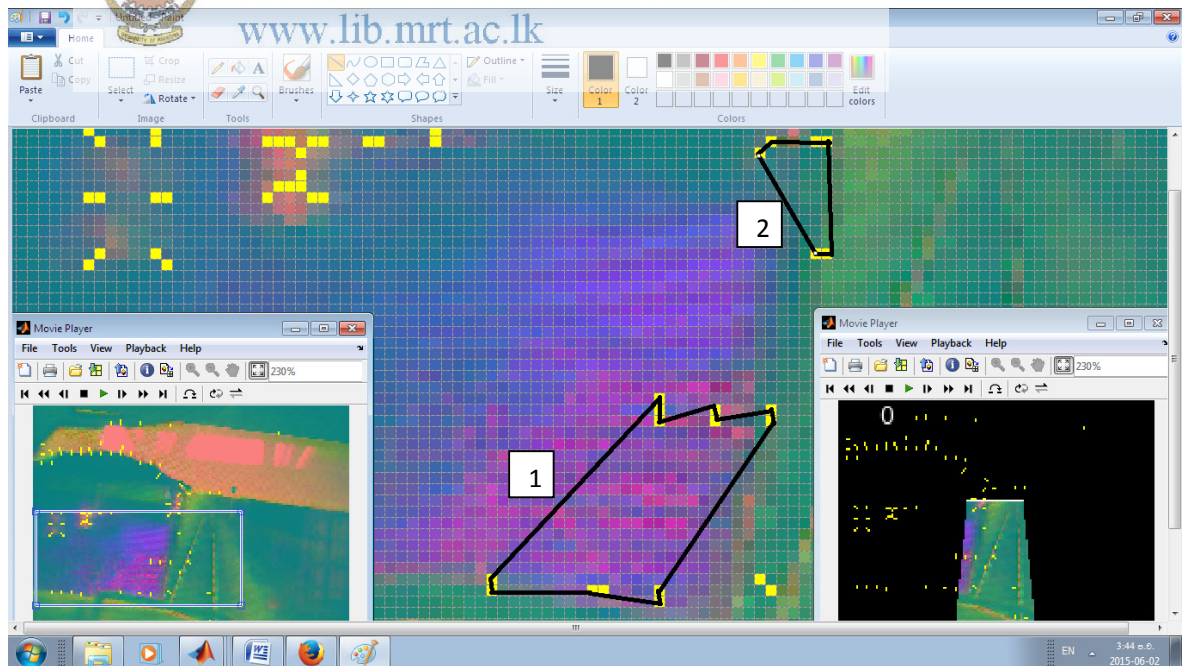 www.lib.mrt.ac.lk
Untitled - Paint
Home
Paste
Cut
Copy
Clipboard
Select
Crop
Resize
Rotate
Image
Tools
Brushes
Shapes
Outline
Fill
Size
Color
1
Color
2
Edit
colors
Colors
2
1
Movie Player
File Tools View Playback Help
230%
Movie Player
File Tools View Playback Help
230%
0
EN
3:44 ප.ව.
2015-06-02